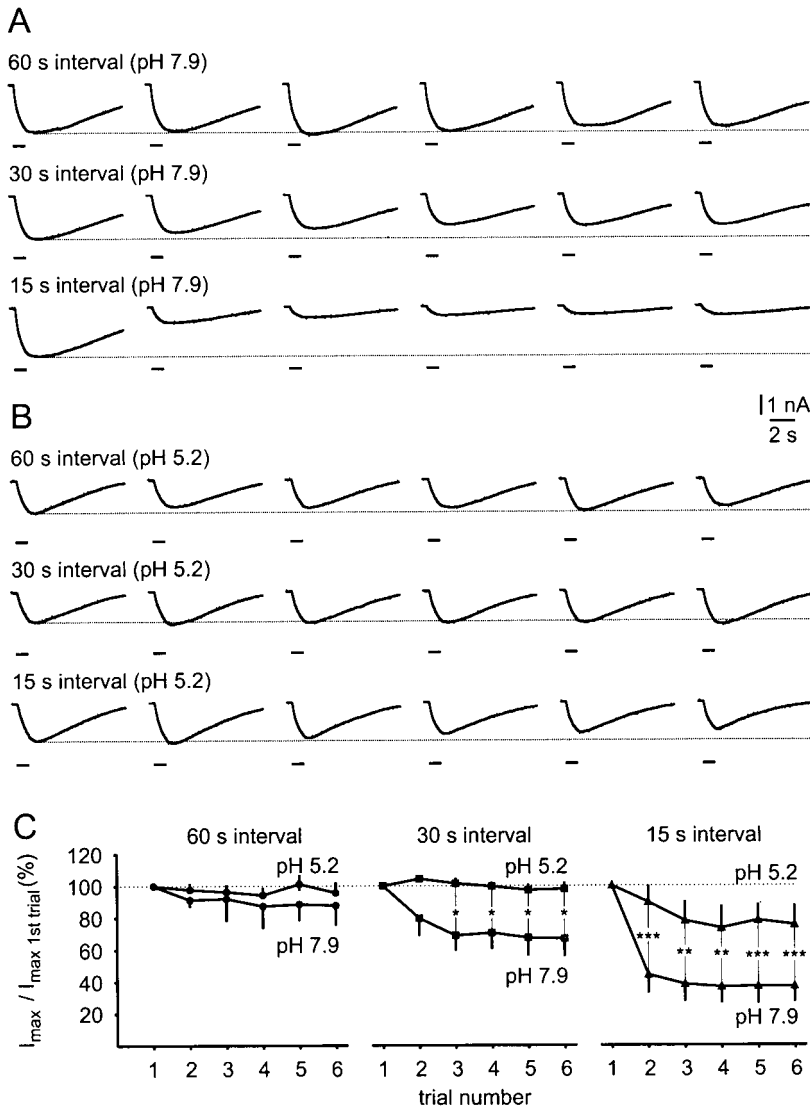 A
60 s interval (pH 7.9)
30 s interval (pH 7.9)
15 s interval (pH 7.9)
B
1 nA
2 s
60 s interval (pH 5.2)
30 s interval (pH 5.2)
15 s interval (pH 5.2)
C
60 s interval
30 s interval
15 s interval
I max / I max 1st trial (%)
120
100
80
60
40
20
pH 5.2
pH 7.9
pH 5.2
* * * *
pH 7.9
pH 5.2
*** ** ** *** ***
pH 7.9
1 2 3 4 5 6
1 2 3 4 5 6
1 2 3 4 5 6
trial number